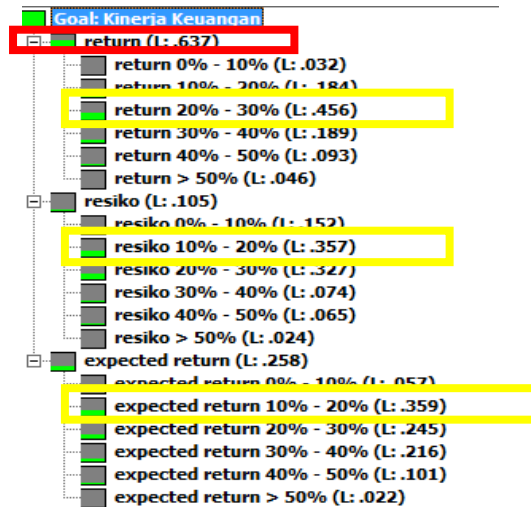 Goal: Kinerja Keuangan
return (L: .637)
return 0% - 10% (L: .032)
return 10% - 20% (L: .184)
return 20% - 30% (L: .456)
return 30% - 40% (L: .189)
return 40% - 50% (L: .093)
return > 50% (L: .046)
resiko (L: .105)
resiko 0% - 10% (L: .152)
resiko 10% - 20% (L: .357)
resiko 20% - 30% (L: .327)
resiko 30% - 40% (L: .074)
resiko 40% - 50% (L: .065)
resiko > 50% (L: .024)
expected return (L: .258)
expected return 0% - 10% (L: .057)
expected return 10% - 20% (L: .359)
expected return 20% - 30% (L: .245)
expected return 30% - 40% (L: .216)
expected return 40% - 50% (L: .101)
expected return > 50% (L: .022)